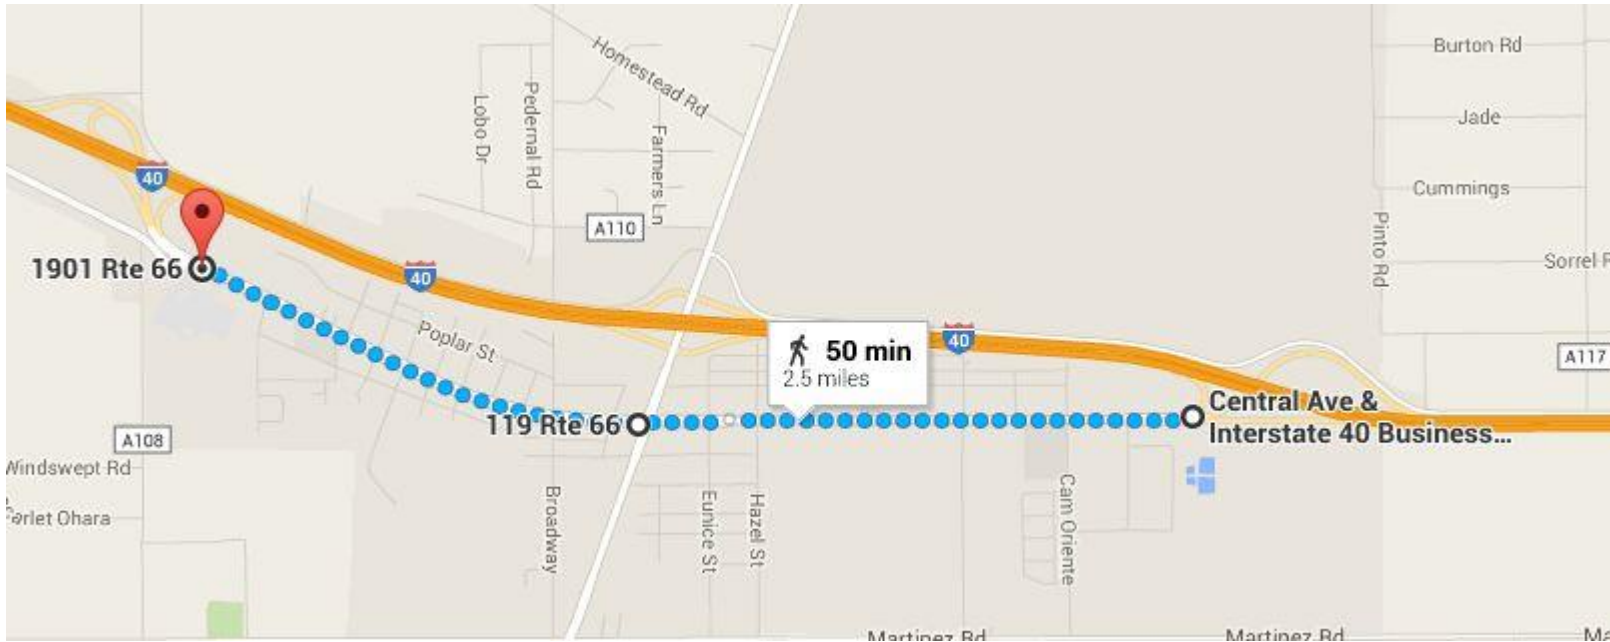 Burton Rd
Homestead Rd
Lobo Dr
Pedernal Rd
Farmers Ln
Jade
40
Cummings
A110
Pinto Rd
1901 Rte 66
40
Sorrel R
Poplar St
50 min
2.5 miles
40
A117
119 Rte 66
Central Ave &
Interstate 40 Business...
A108
Windswept Rd
Broadway
Eunice St
Hazel St
Cam Oriente
arlet Ohara
Martinez Rd
Martinez Rd